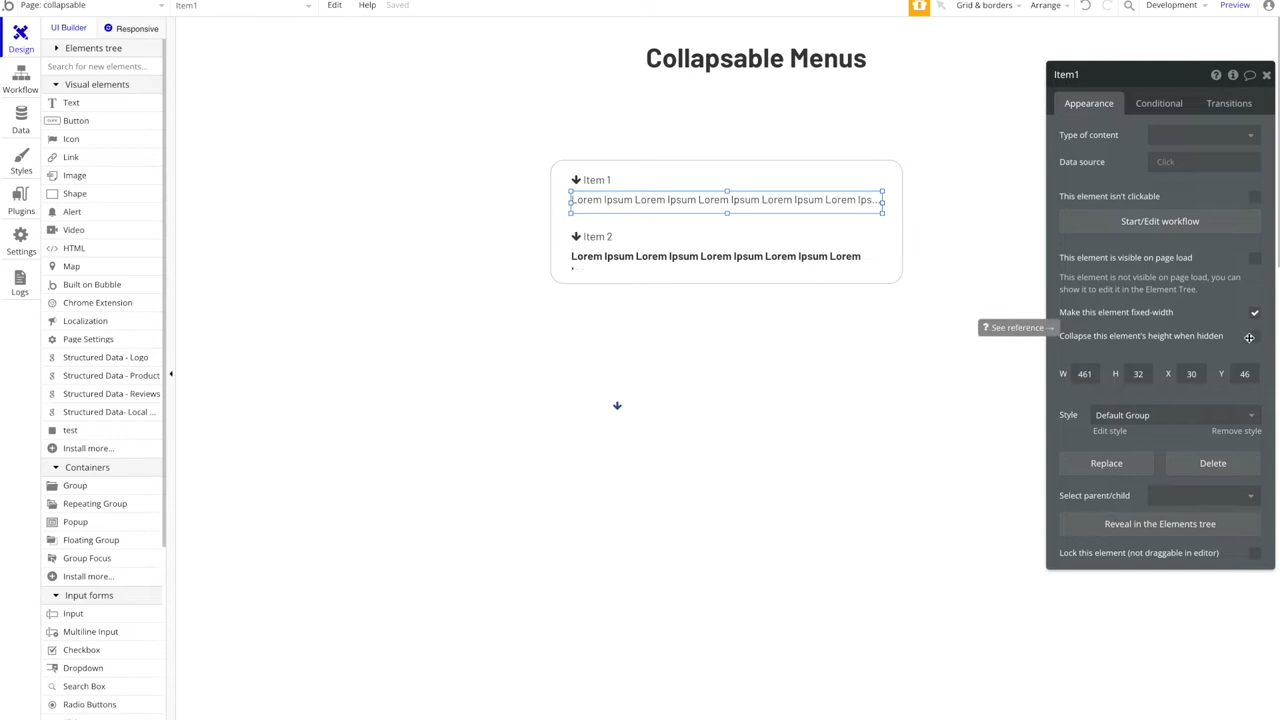 .b Page: collapsable Item1 Edit Help Saved Grid & borders Arrange Development Preview
Design
Workflow
Data
Styles
Plugins
Settings
Logs
UI Builder Responsive
Elements tree
Search for new elements...
Visual elements
Text
CLICK Button
Icon
Link
Image
Shape
Alert
Video
</> HTML
Map
Built on Bubble
Chrome Extension
Localization
Page Settings
Structured Data - Logo
Structured Data - Product
Structured Data - Reviews
Structured Data- Local ...
test
Install more...
Containers
Group
Repeating Group
Popup
Floating Group
Group Focus
Install more...
Input forms
Input
Multiline Input
Checkbox
Dropdown
Search Box
Radio Buttons
Collapsable Menus
Item 1
Lorem Ipsum Lorem Ipsum Lorem Ipsum Lorem Ipsum Lorem Ips...
Item 2
Lorem Ipsum Lorem Ipsum Lorem Ipsum Lorem Ipsum Lorem
Item1
Appearance Conditional Transitions
Type of content
Data source Click
This element isn't clickable
Start/Edit workflow
This element is visible on page load
This element is not visible on page load, you can
show it to edit it in the Element Tree.
Make this element fixed-width
? See reference →
Collapse this element's height when hidden
W 461 H 32 X 30 Y 46
Style Default Group
Edit style Remove style
Replace Delete
Select parent/child
Reveal in the Elements tree
Lock this element (not draggable in editor)